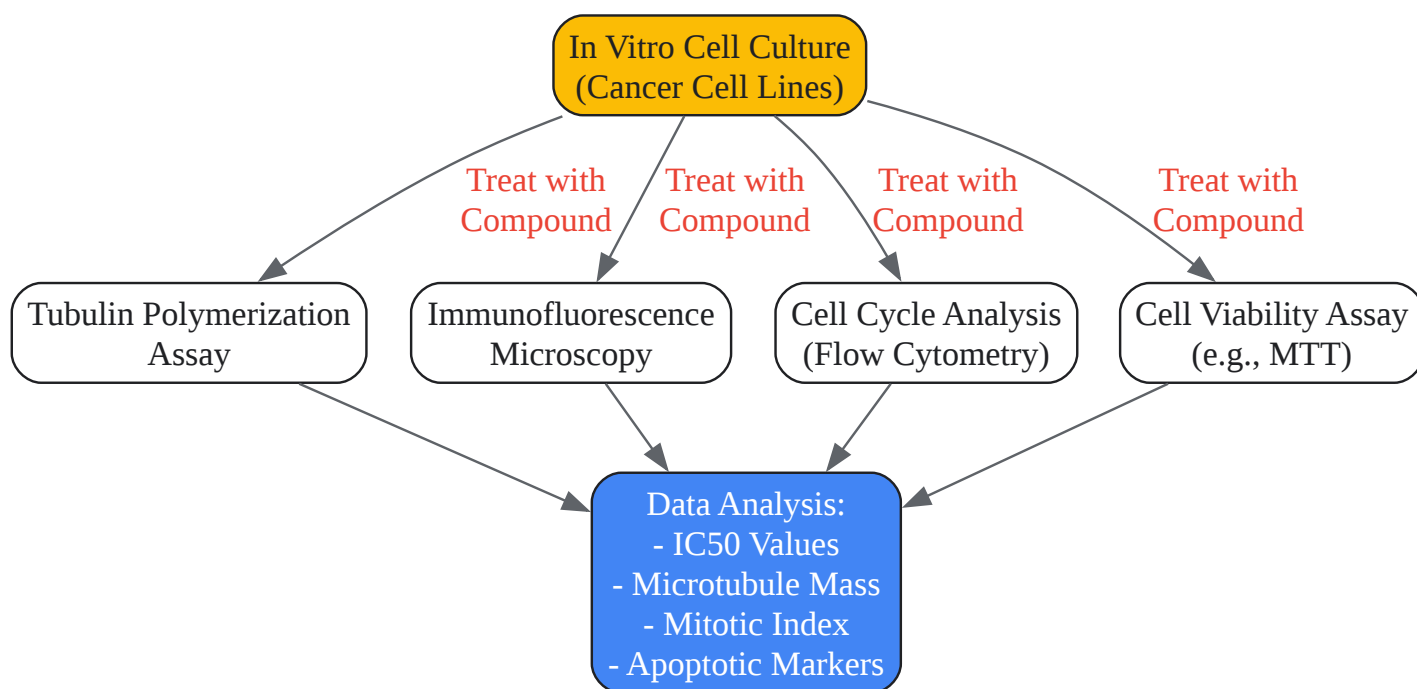 In Vitro Cell Culture
(Cancer Cell Lines)
Treat with
Compound
Treat with
Compound
Treat with
Compound
Treat with
Compound
Tubulin Polymerization
Assay
Immunofluorescence
Microscopy
Cell Cycle Analysis
(Flow Cytometry)
Cell Viability Assay
(e.g., MTT)
Data Analysis:
- IC50 Values
- Microtubule Mass
- Mitotic Index
- Apoptotic Markers